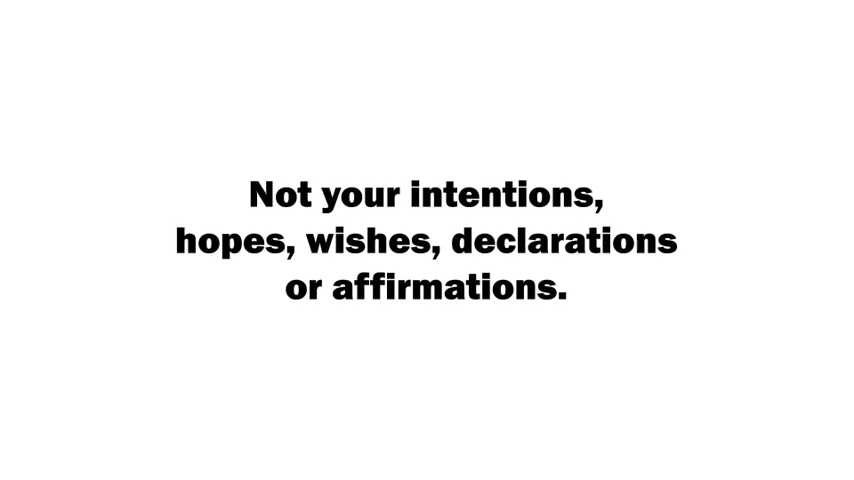 Not your intentions,
hopes, wishes, declarations
or affirmations.